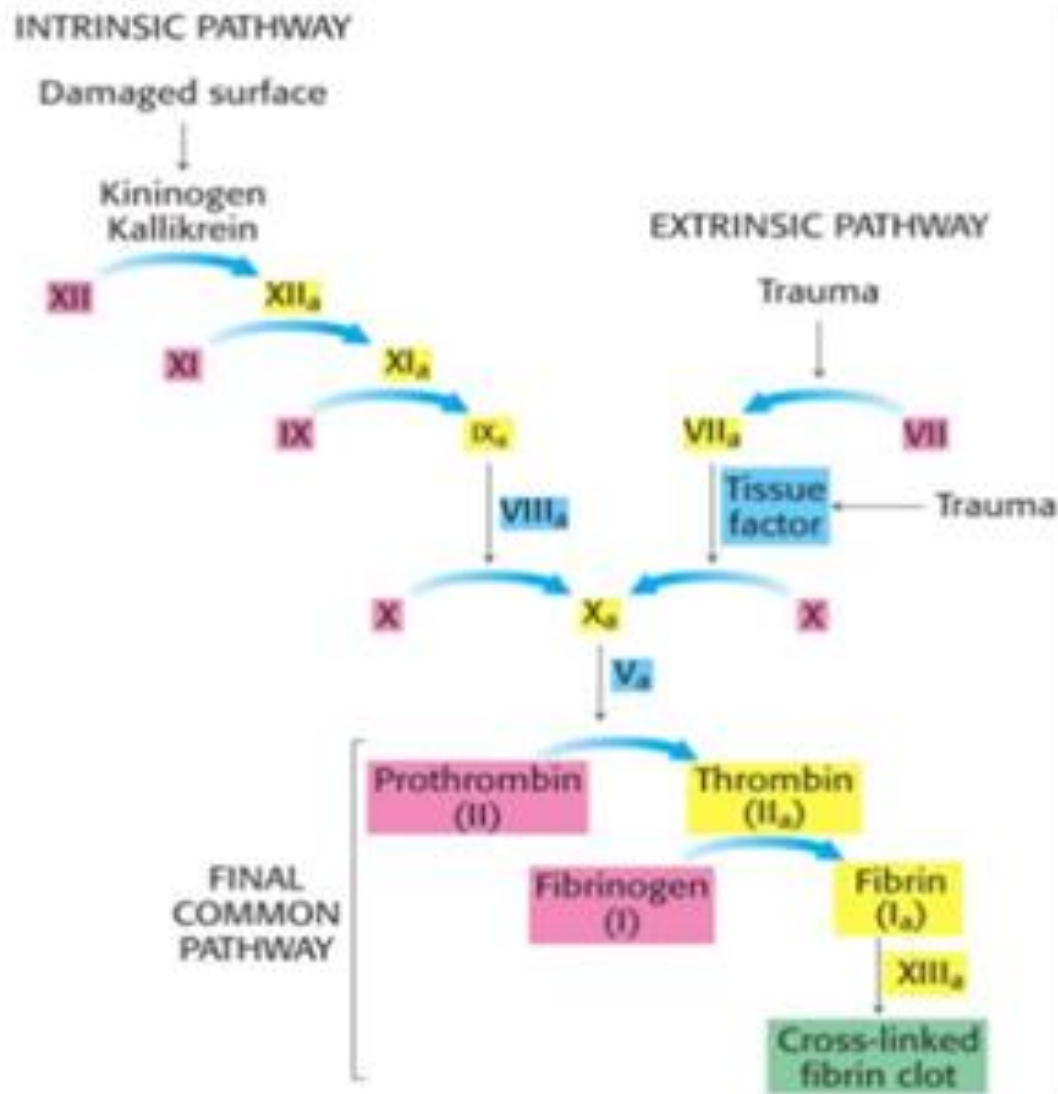 INTRINSIC PATHWAY
Damaged surface
Kininogen
Kallikrein
XII
XIIa
XI
XIa
IX
IXa
VIIIa
EXTRINSIC PATHWAY
Trauma
VIIa
VII
Tissue
factor
Trauma
X
Xa
X
Va
FINAL
COMMON
PATHWAY
Prothrombin
(II)
Thrombin
(IIa)
Fibrinogen
(I)
Fibrin
(Ia)
XIIIa
Cross-linked
fibrin clot